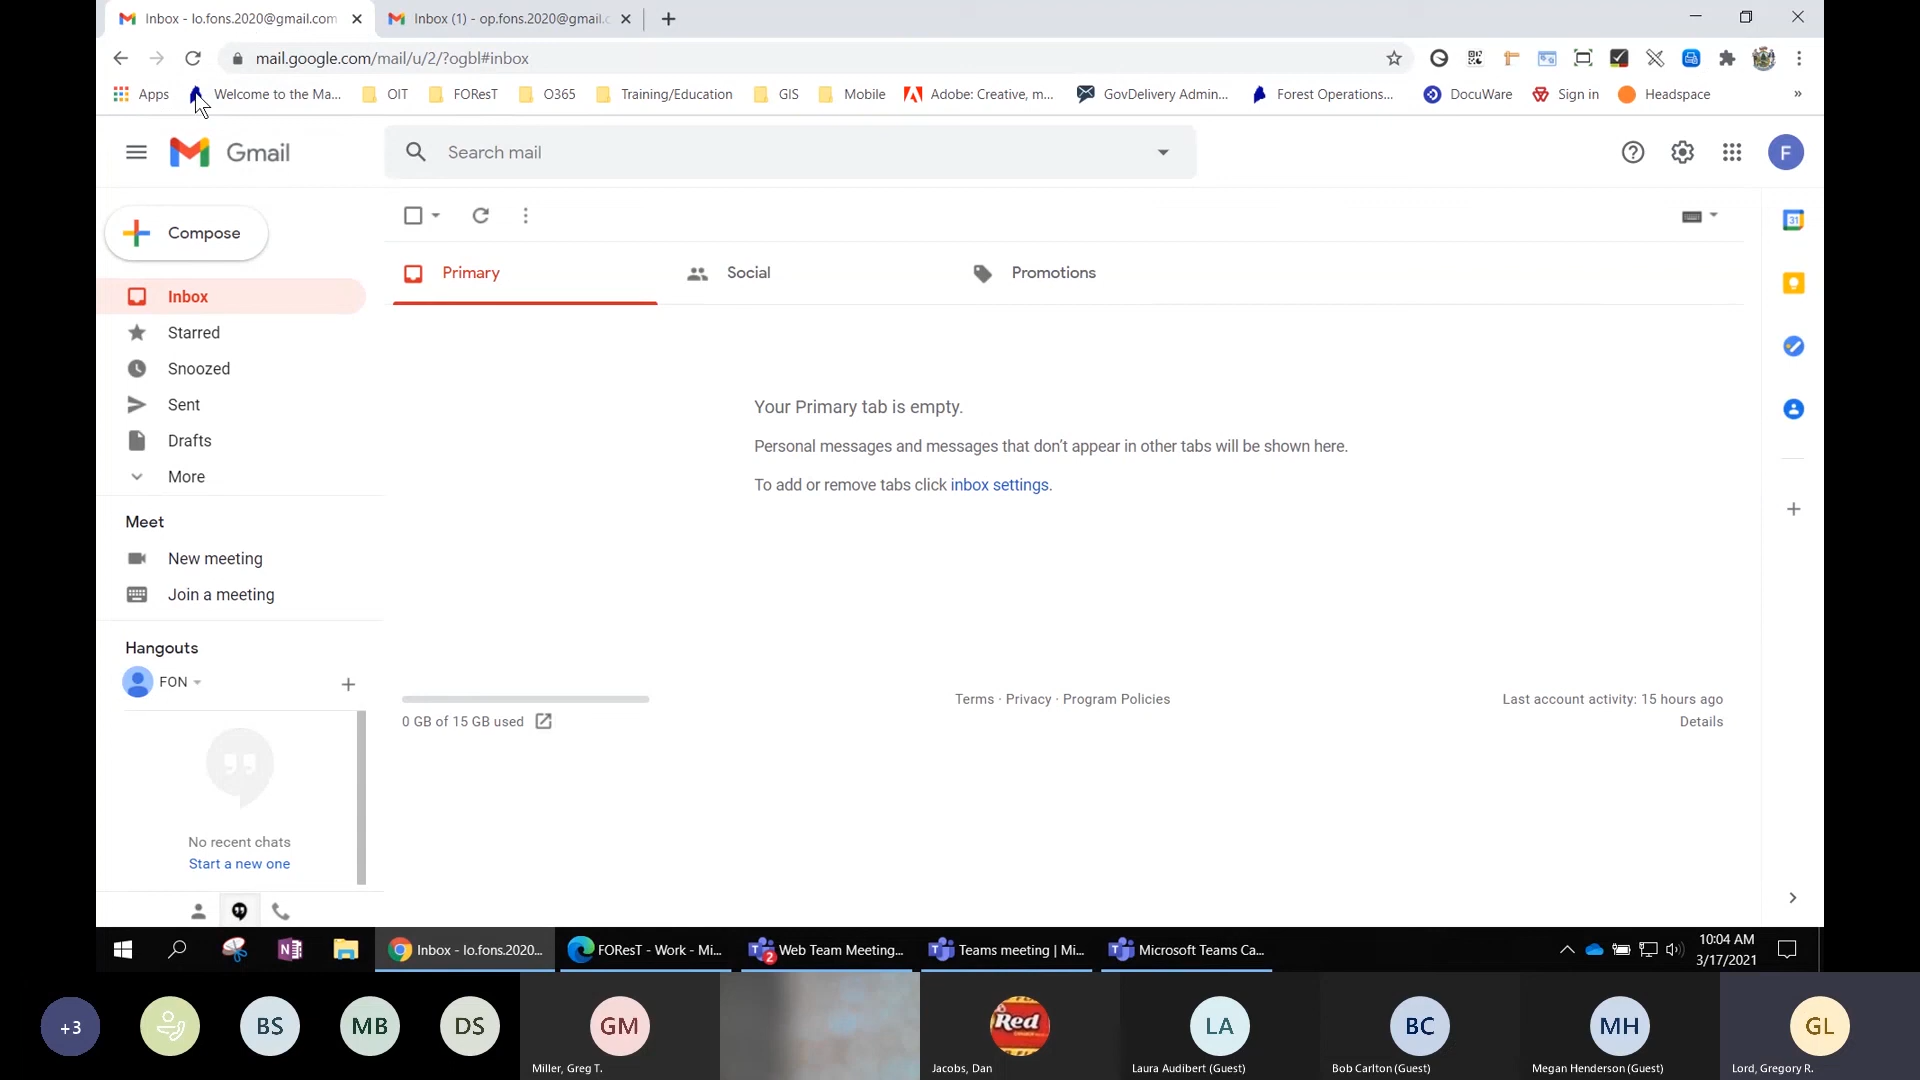 Inbox - lo.fons.2020@gmail.com
Inbox (1) - op.fons.2020@gmail.c
mail.google.com/mail/u/2/?ogbl#inbox
Apps
Welcome to the Ma...
OIT
FOResT
O365
Training/Education
GIS
Mobile
Adobe: Creative, m...
GovDelivery Admin...
Forest Operations...
DocuWare
Sign in
Headspace
»
Gmail
Search mail
F
Compose
Primary
Social
Promotions
31
Inbox
Starred
Snoozed
Sent
Drafts
More
Your Primary tab is empty.
Personal messages and messages that don't appear in other tabs will be shown here.
To add or remove tabs click inbox settings.
Meet
New meeting
Join a meeting
Hangouts
FON
No recent chats
Start a new one
0 GB of 15 GB used
Terms · Privacy · Program Policies
Last account activity: 15 hours ago
Details
Inbox - lo.fons.2020...
FOResT - Work - Mi...
2
Web Team Meeting...
Teams meeting | Mi...
Microsoft Teams Ca...
10:04 AM
3/17/2021
+3
BS
MB
DS
GM
Miller, Greg T.
Red
Jacobs, Dan
LA
Laura Audibert (Guest)
BC
Bob Carlton (Guest)
MH
Megan Henderson (Guest)
GL
Lord, Gregory R.